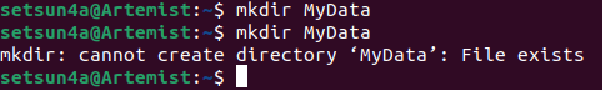 setsun4a@Artemist:~$ mkdir MyData
setsun4a@Artemist:~$ mkdir MyData
mkdir: cannot create directory ‘MyData’: File exists
setsun4a@Artemist:~$